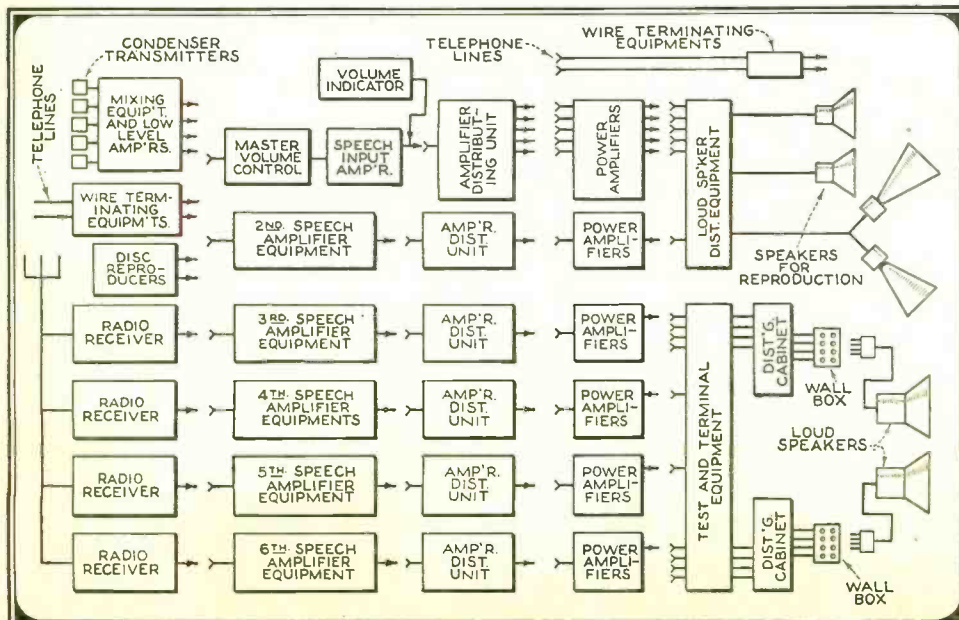 CONDENSER
TRANSMITTERS
TELEPHONE
LINES
MIXING
EQUIP'T.
AND LOW
LEVEL
AMP'RS.
WIRE TERM-
INATING
EQUIPM'TS.
DISC
REPRO-
DUCERS
MASTER
VOLUME
CONTROL
VOLUME
INDICATOR
SPEECH
INPUT
AMP'R.
AMPLIFIER
DISTRIBUT-
ING UNIT
TELEPHONE
LINES
WIRE TERMINATING
EQUIPMENTS
POWER
AMPLIFIERS
LOUD SP'KER
DIST. EQUIPMENT
SPEAKERS
FOR
REPRODUCTION
2ND. SPEECH
AMPLIFIER
EQUIPMENT
AMP'R.
DIST.
UNIT
POWER
AMPLI-
FIERS
RADIO
RECEIVER
3RD. SPEECH
AMPLIFIER
EQUIPMENT
AMP'R.
DIST.
UNIT
POWER
AMPLI-
FIERS
RADIO
RECEIVER
4TH. SPEECH
AMPLIFIER
EQUIPMENTS
AMP'R.
DIST.
UNIT
POWER
AMPLI-
FIERS
RADIO
RECEIVER
5TH. SPEECH
AMPLIFIER
EQUIPMENT
AMP'R.
DIST.
UNIT
POWER
AMPLI-
FIERS
RADIO
RECEIVER
6TH. SPEECH
AMPLIFIER
EQUIPMENT
AMP'R.
DIST.
UNIT
POWER
AMPLI-
FIERS
TEST AND TERMINAL
EQUIPMENT
DIST'G.
CABINET
WALL
BOX
LOUD
SPEAKERS
DIST'G.
CABINET
WALL
BOX